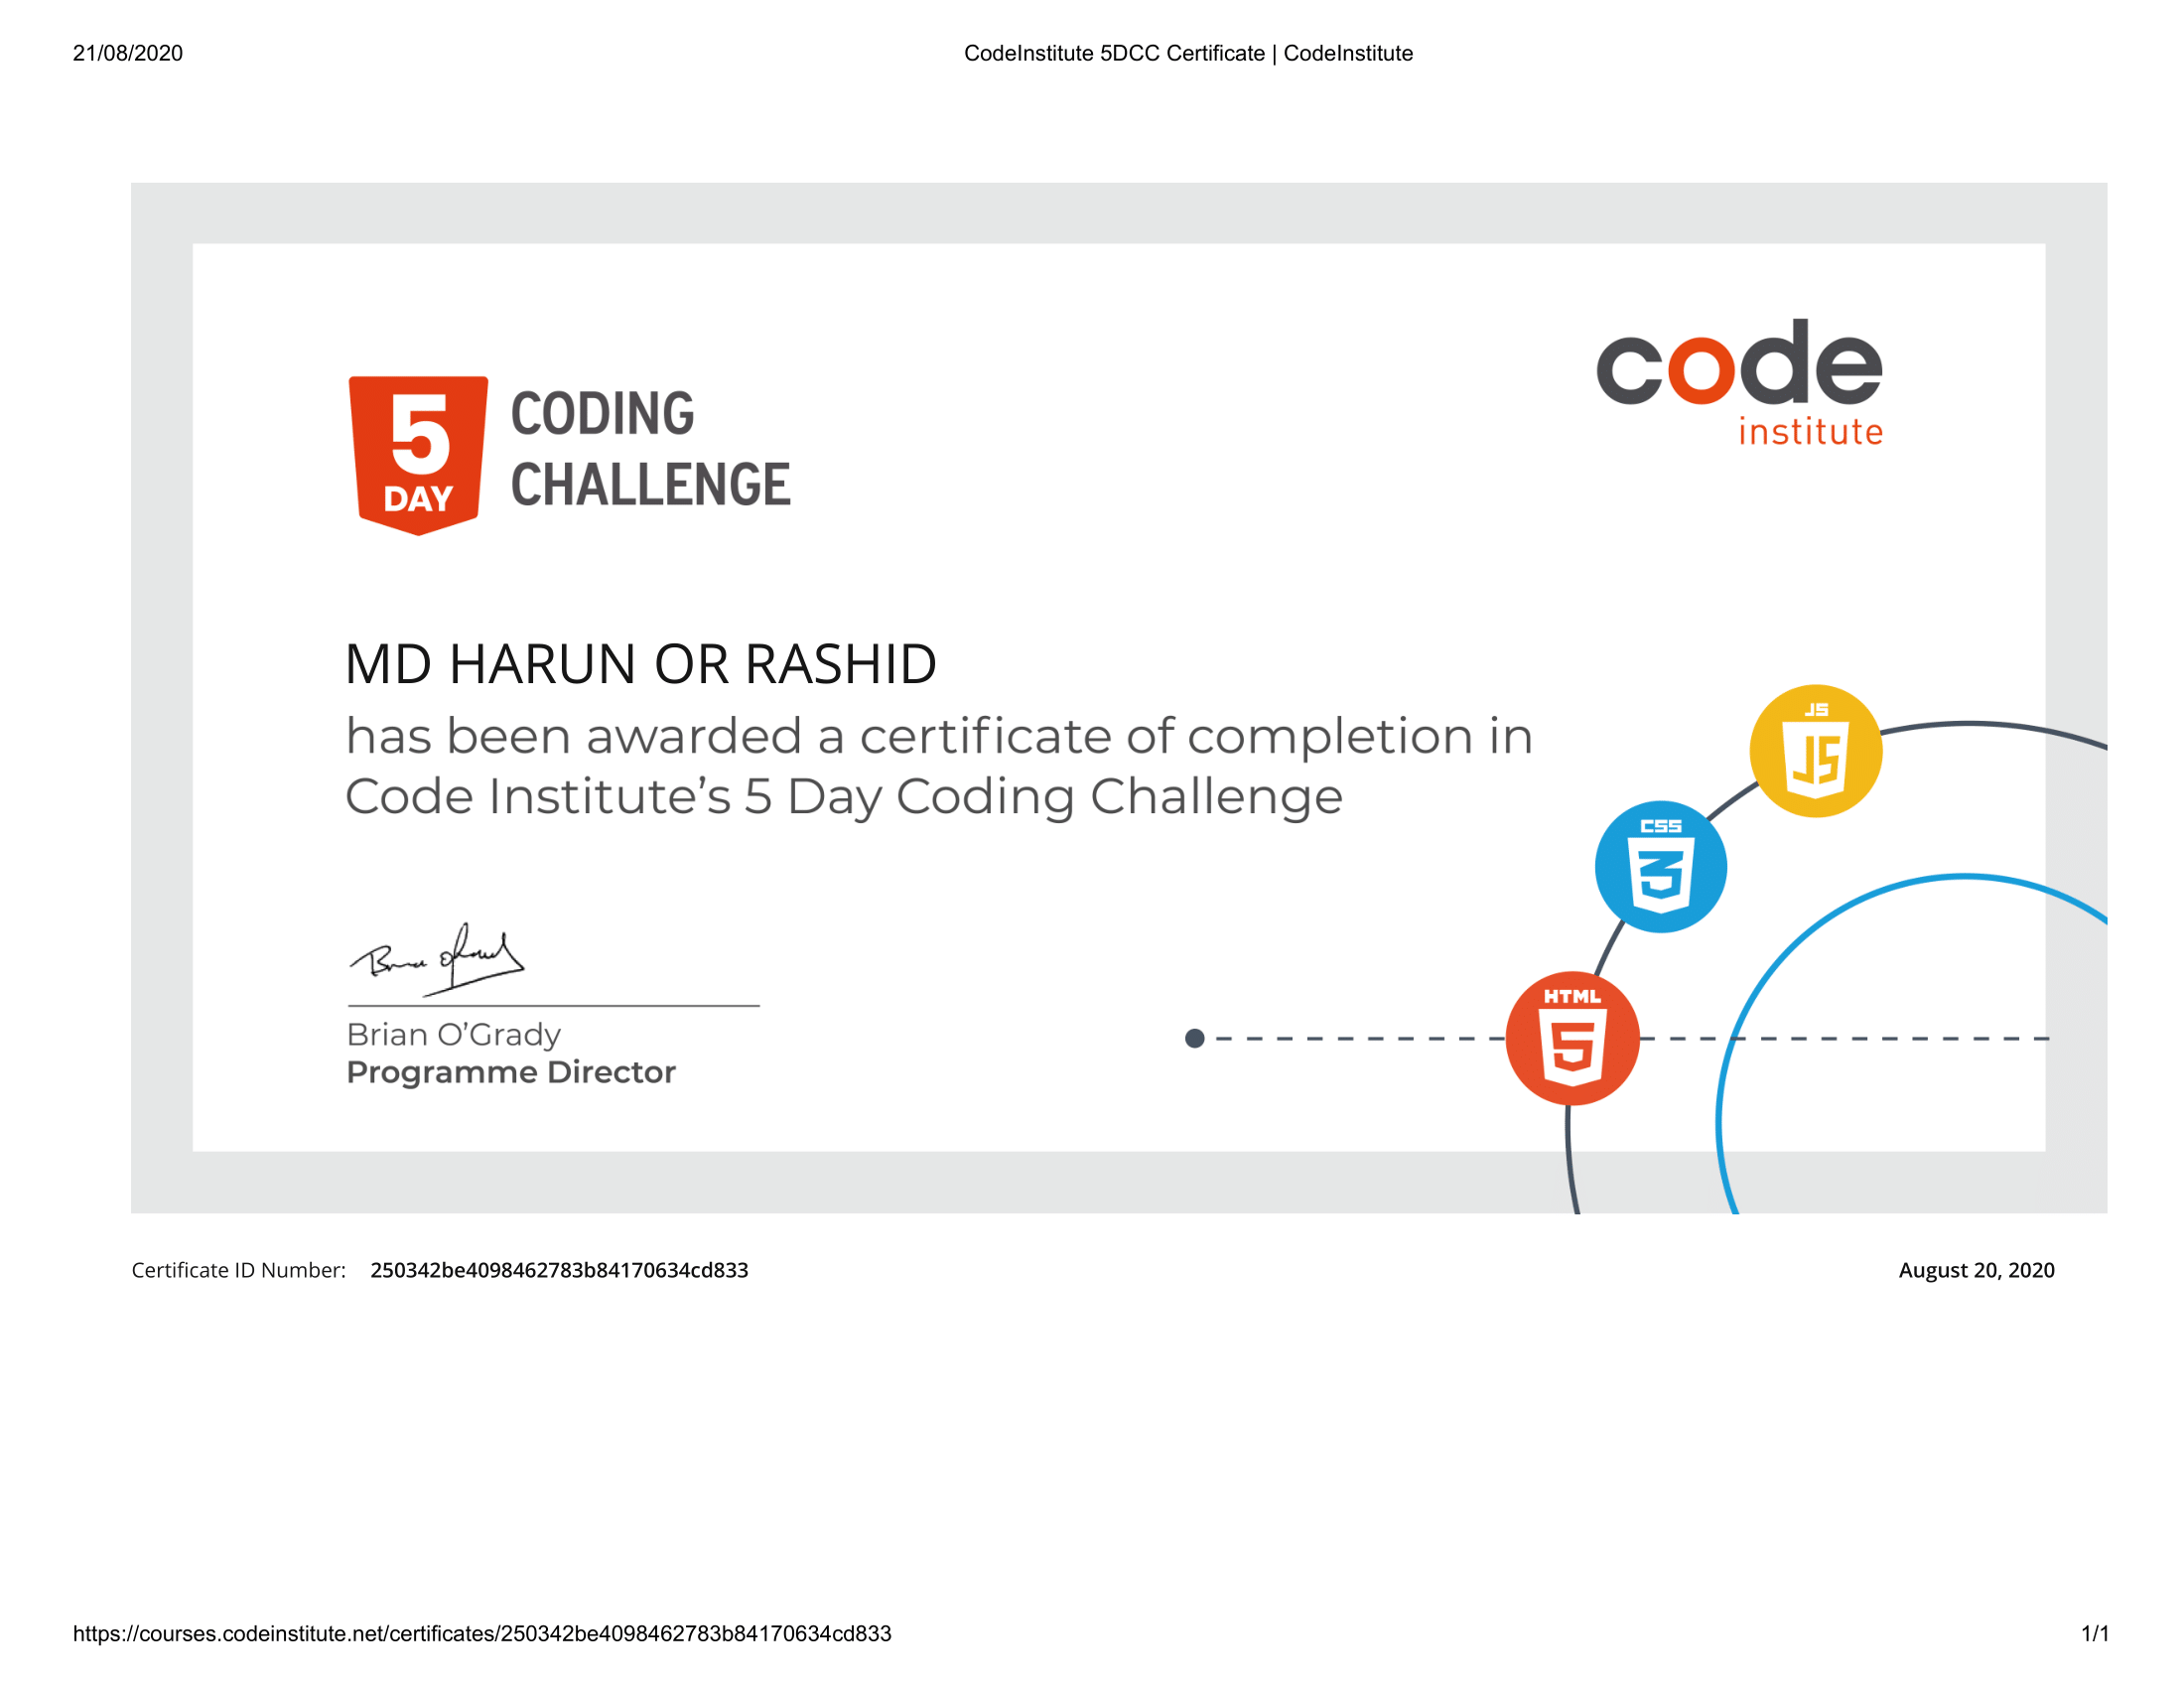 21/08/2020
CodeInstitute 5DCC Certificate | CodeInstitute
5
DAY
CODING
CHALLENGE
code
institute
MD HARUN OR RASHID
has been awarded a certificate of completion in
Code Institute’s 5 Day Coding Challenge
JS
JS
CSS
3
HTML
5
Brian O’Grady
Programme Director
Certificate ID Number: 250342be4098462783b84170634cd833
August 20, 2020
https://courses.codeinstitute.net/certificates/250342be4098462783b84170634cd833
1/1